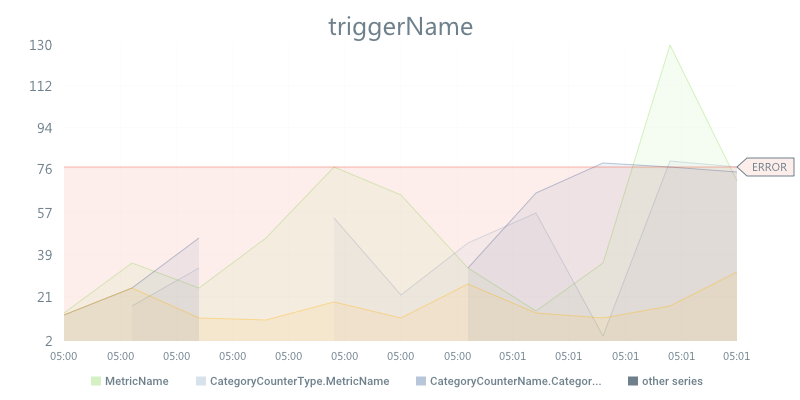 triggerName
130
112
94
76
57
39
21
2
ERROR
05:00 05:00 05:00 05:00 05:00 05:00 05:00 05:01 05:01 05:01 05:01 05:01
MetricName CategoryCounterType.MetricName CategoryCounterName.Categor... other series